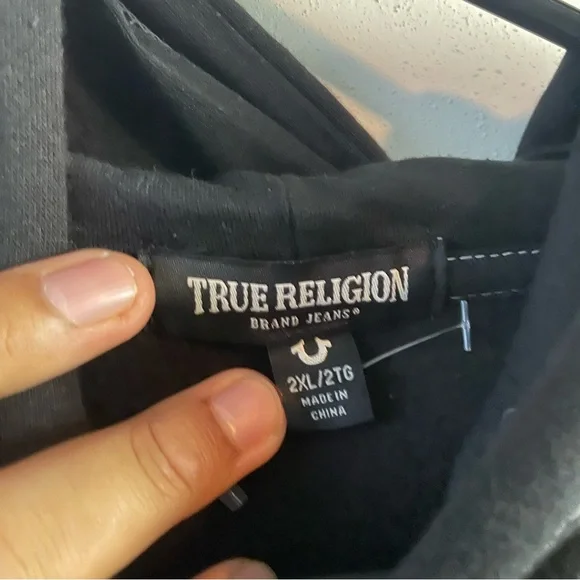 TRUE RELIGION
BRAND JEANS®
2XL/2TG
MADE IN
CHINA